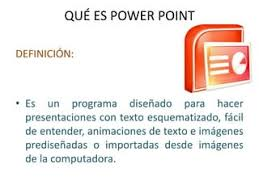 QUÉ ES POWER POINT
DEFINICIÓN:
• Es un programa diseñado para hacer
presentaciones con texto esquematizado, fácil
de entender, animaciones de texto e imágenes
prediseñadas o importadas desde imágenes
de la computadora.